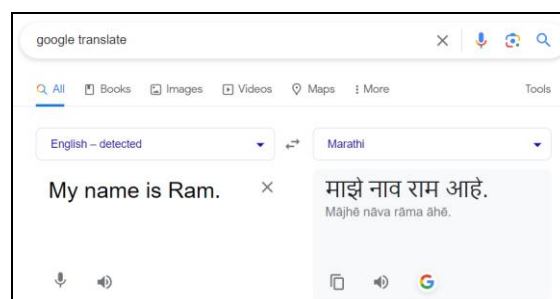 google translate
All Books Images Videos Maps More Tools
English – detected Marathi
My name is Ram. माझे नाव राम आहे.
Mājhē nāva rāma āhē.